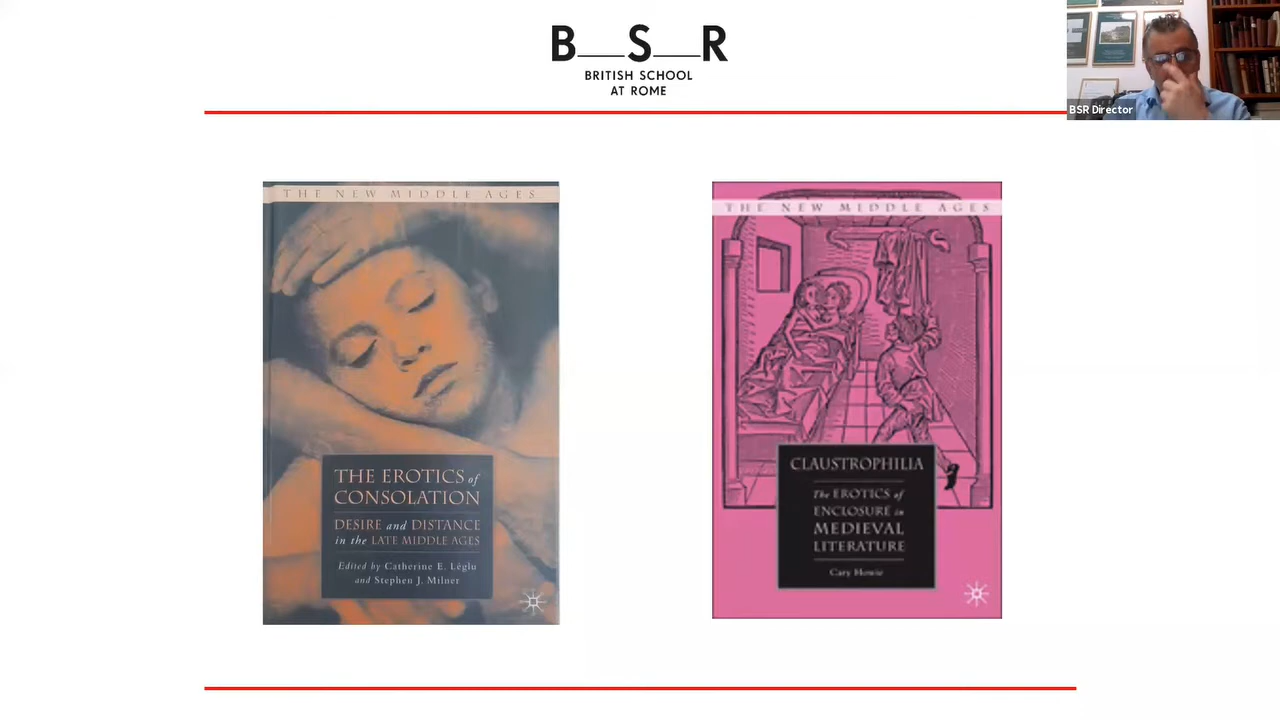 B__S__R
BRITISH SCHOOL
AT ROME
BSR Director
THE NEW MIDDLE AGES
THE EROTICS of
CONSOLATION
DESIRE and DISTANCE
in the LATE MIDDLE AGES
Edited by Catherine E. Léglu
and Stephen J. Milner
THE NEW MIDDLE AGES
CLAUSTROPHILIA
The EROTICS of
ENCLOSURE in
MEDIEVAL
LITERATURE
Cary Howie